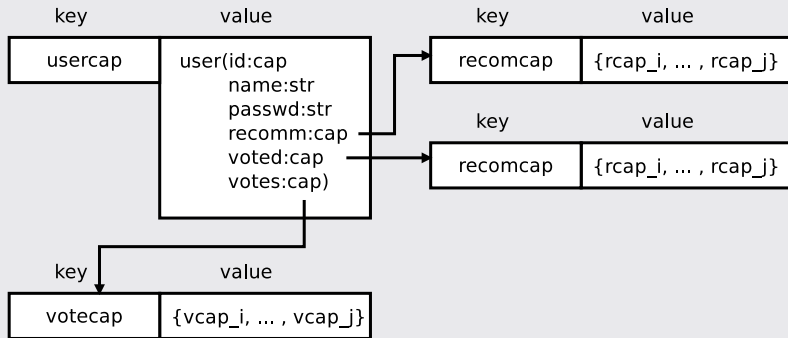 key value
usercap user(id:cap
name:str
passwd:str
recomm:cap
voted:cap
votes:cap)
key value
recomcap {rcap_i, ... , rcap_j}
key value
recomcap {rcap_i, ... , rcap_j}
key value
votecap {vcap_i, ... , vcap_j}